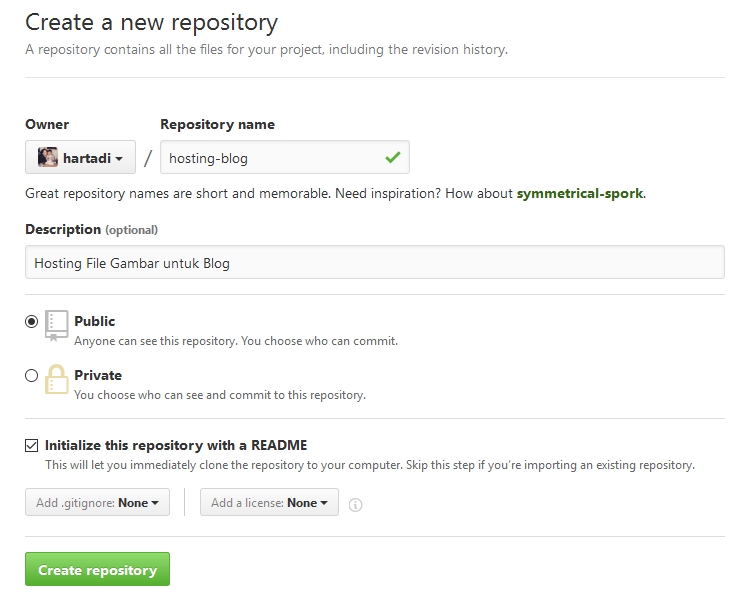 Create a new repository
A repository contains all the files for your project, including the revision history.
Owner
Repository name
hartadi
/
hosting-blog
Great repository names are short and memorable. Need inspiration? How about symmetrical-spork.
Description (optional)
Hosting File Gambar untuk Blog
Public
Anyone can see this repository. You choose who can commit.
Private
You choose who can see and commit to this repository.
Initialize this repository with a README
This will let you immediately clone the repository to your computer. Skip this step if you’re importing an existing repository.
Add .gitignore: None
Add a license: None
Create repository